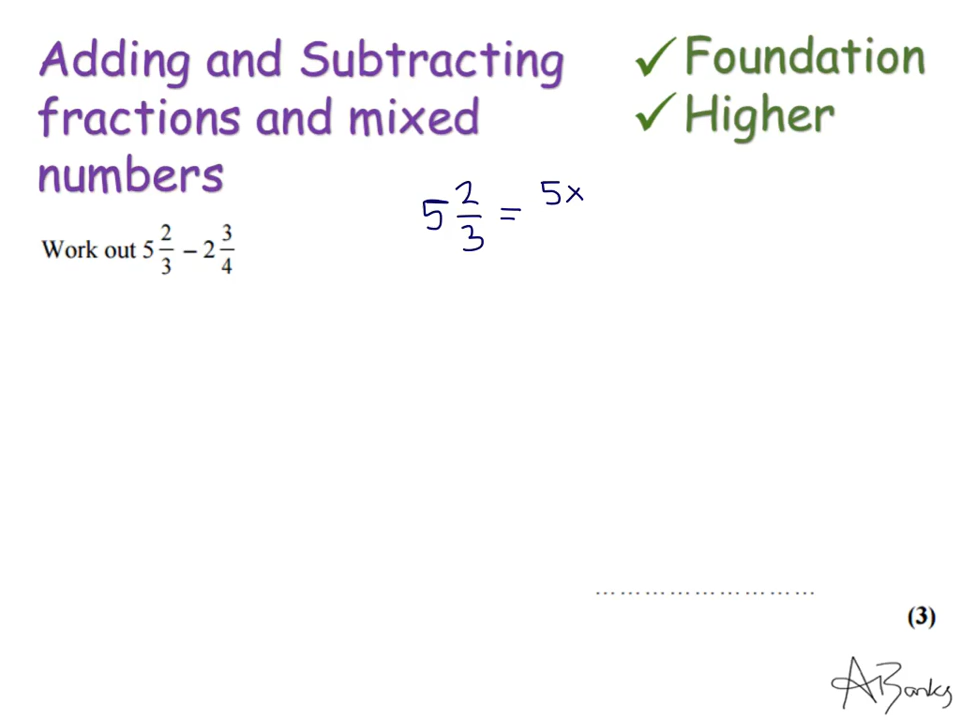 Adding and Subtracting
fractions and mixed
numbers
✓ Foundation
✓ Higher
5 2/3 = 5x
Work out 5 2/3 – 2 3/4
..........................
(3)
ABanks